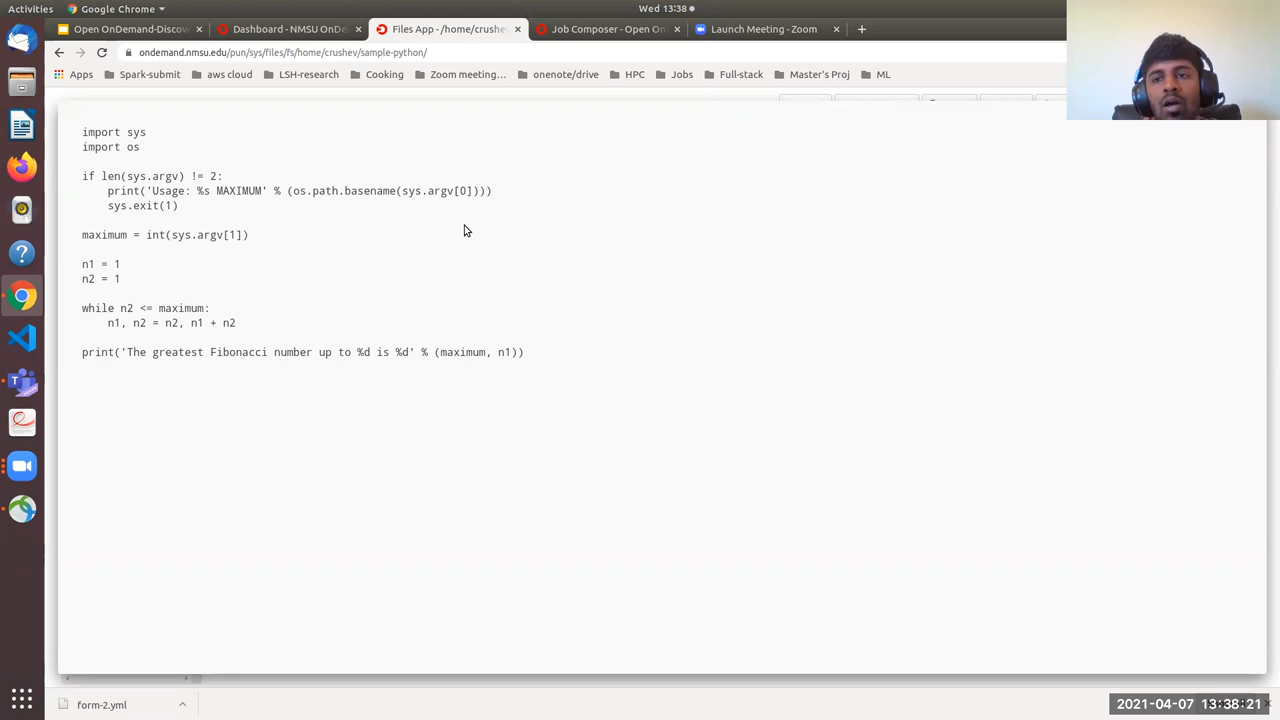 Activities
Google Chrome
Wed 13:38
Open OnDemand-Discov
Dashboard - NMSU OnDe
Files App - /home/crushe
Job Composer - Open On
Launch Meeting - Zoom
ondemand.nmsu.edu/pun/sys/files/fs/home/crushev/sample-python/
Apps
Spark-submit
aws cloud
LSH-research
Cooking
Zoom meeting…
onenote/drive
HPC
Jobs
Full-stack
Master's Proj
ML
import sys
import os
if len(sys.argv) != 2:
print('Usage: %s MAXIMUM' % (os.path.basename(sys.argv[0])))
sys.exit(1)
maximum = int(sys.argv[1])
n1 = 1
n2 = 1
while n2 <= maximum:
n1, n2 = n2, n1 + n2
print('The greatest Fibonacci number up to %d is %d' % (maximum, n1))
form-2.yml
2021-04-07 13:38:21